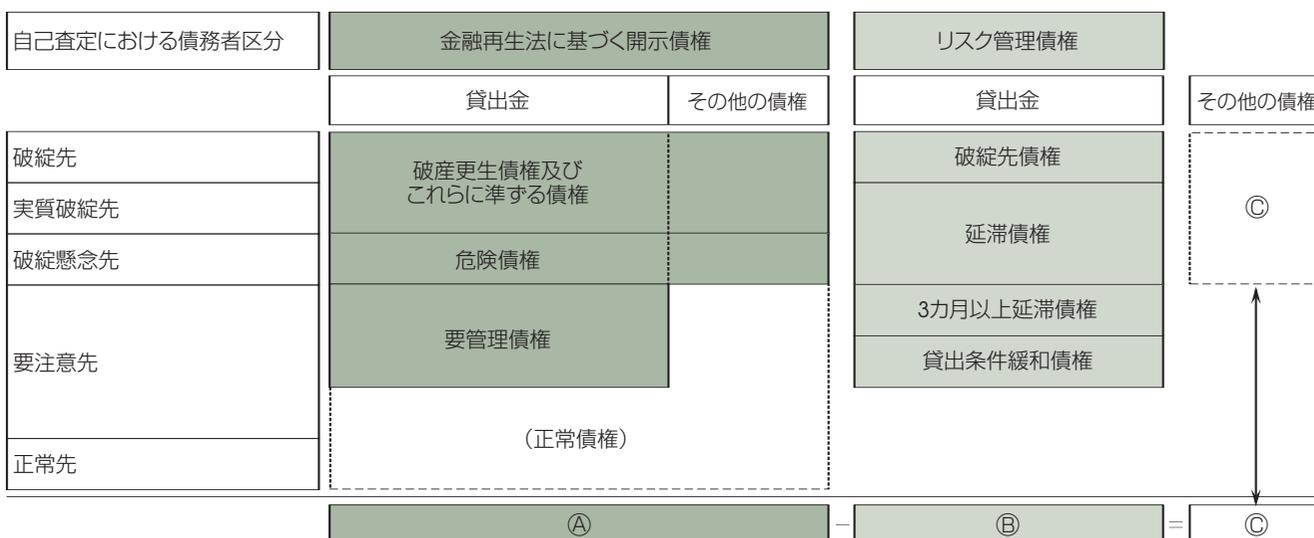 自己査定における債務者区分
金融再生法に基づく開示債権
リスク管理債権
貸出金
その他の債権
貸出金
その他の債権
破綻先
破産更生債権及び
これらに準ずる債権
破綻先債権
実質破綻先
延滞債権
Ⓒ
破綻懸念先
危険債権
要注意先
要管理債権
3カ月以上延滞債権
貸出条件緩和債権
（正常債権）
正常先
Ⓐ － Ⓑ ＝ Ⓒ